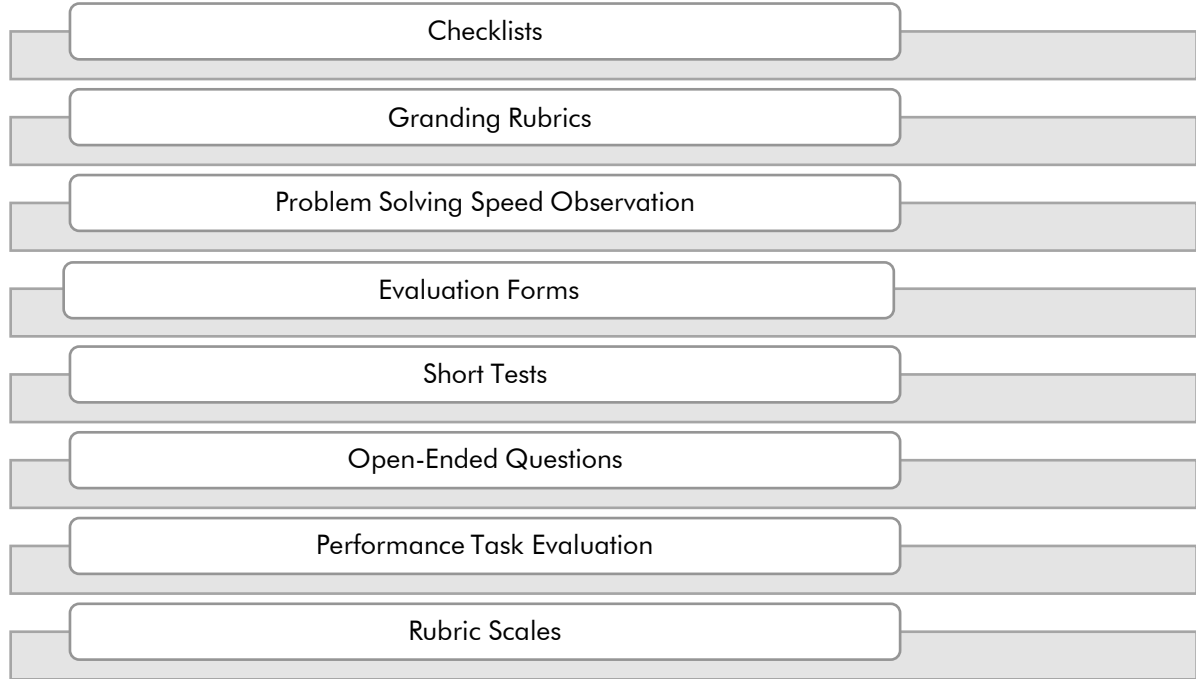 Checklists
Granding Rubrics
Problem Solving Speed Observation
Evaluation Forms
Short Tests
Open-Ended Questions
Performance Task Evaluation
Rubric Scales